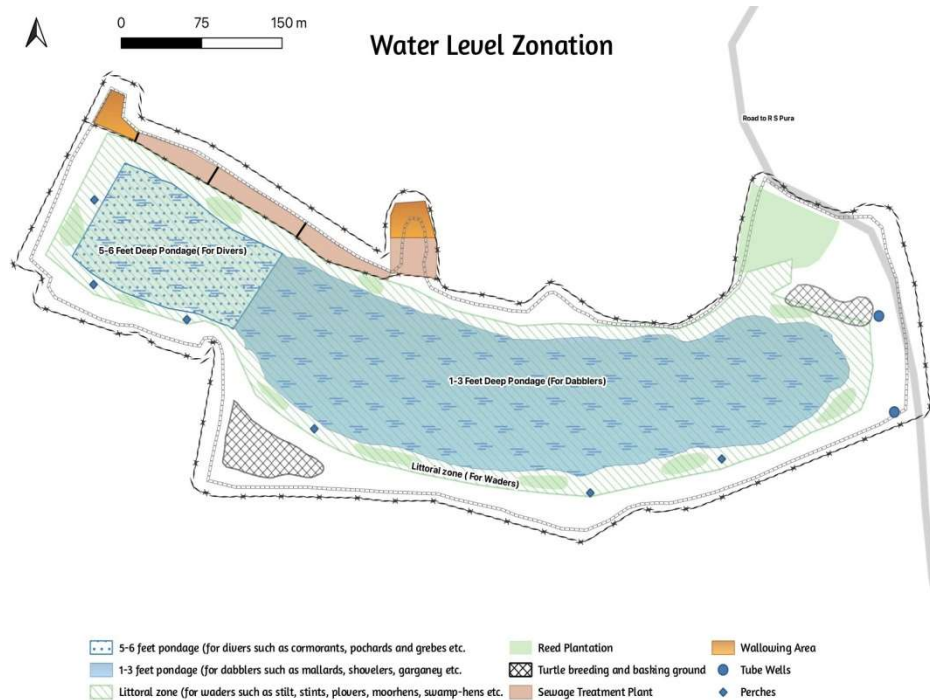 0 75 150 m
Water Level Zonation
Road to R S Pura
5-6 Feet Deep Pondage( For Divers)
1-3 Feet Deep Pondage (For Dabblers)
Littoral zone ( For Waders)
5-6 feet pondage (for divers such as cormorants, pochards and grebes etc.
1-3 feet pondage (for dabblers such as mallards, shovelers, garganey etc.
Littoral zone (for waders such as stilt, stints, plovers, moorhens, swamp-hens etc.
Reed Plantation
Turtle breeding and basking ground
Sewage Treatment Plant
Wallowing Area
Tube Wells
Perches